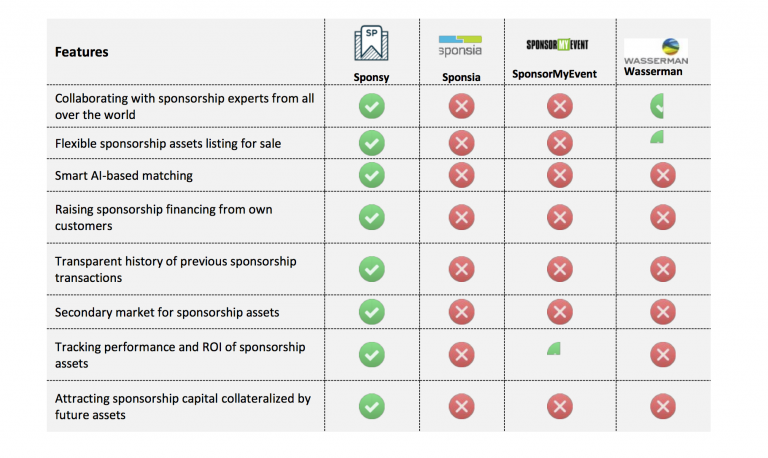 SP
sponsia
SPONSORMYEVENT
WASSERMAN
Features
Sponsy
Sponsia
SponsorMyEvent
Wasserman
Collaborating with sponsorship experts from all
over the world
Flexible sponsorship assets listing for sale
Smart AI-based matching
Raising sponsorship financing from own
customers
Transparent history of previous sponsorship
transactions
Secondary market for sponsorship assets
Tracking performance and ROI of sponsorship
assets
Attracting sponsorship capital collateralized by
future assets